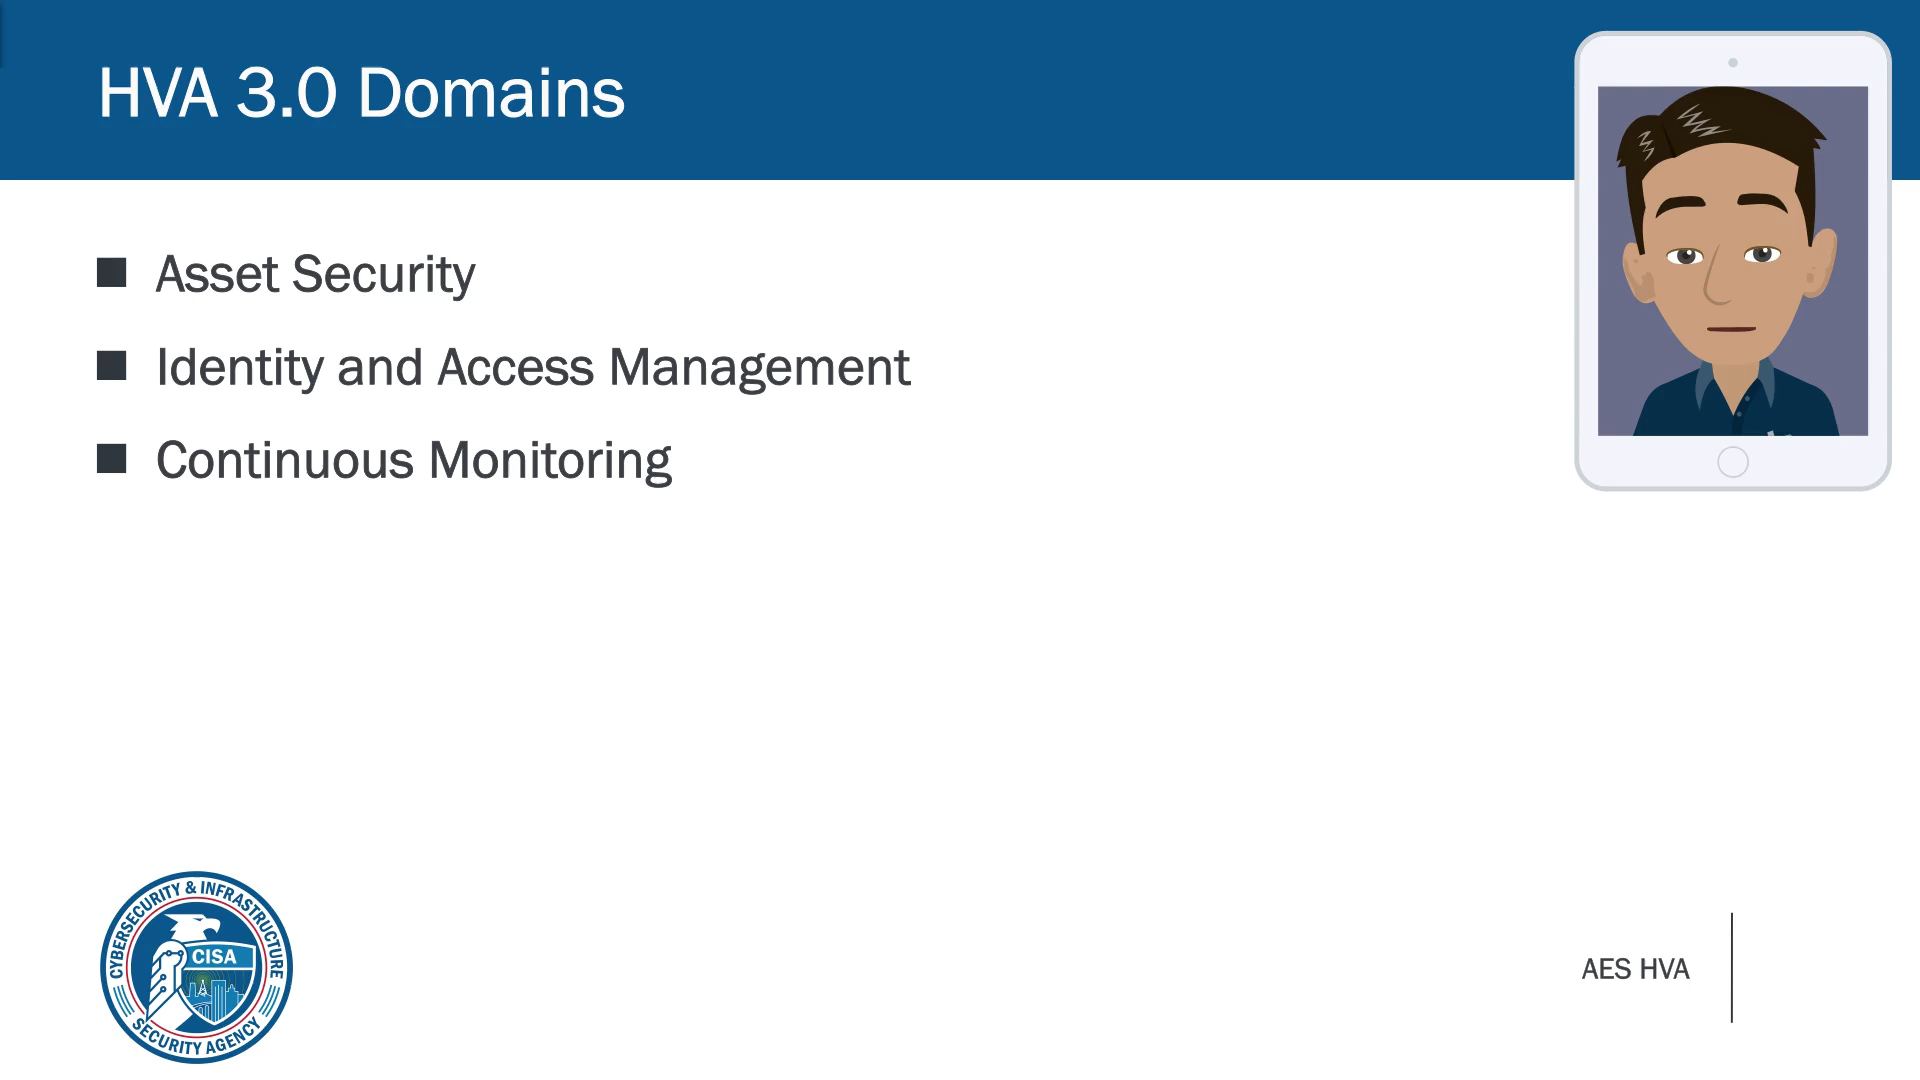 HVA 3.0 Domains
Asset Security
Identity and Access Management
Continuous Monitoring
CYBERSECURITY & INFRASTRUCTURE
CISA
SECURITY AGENCY
AES HVA